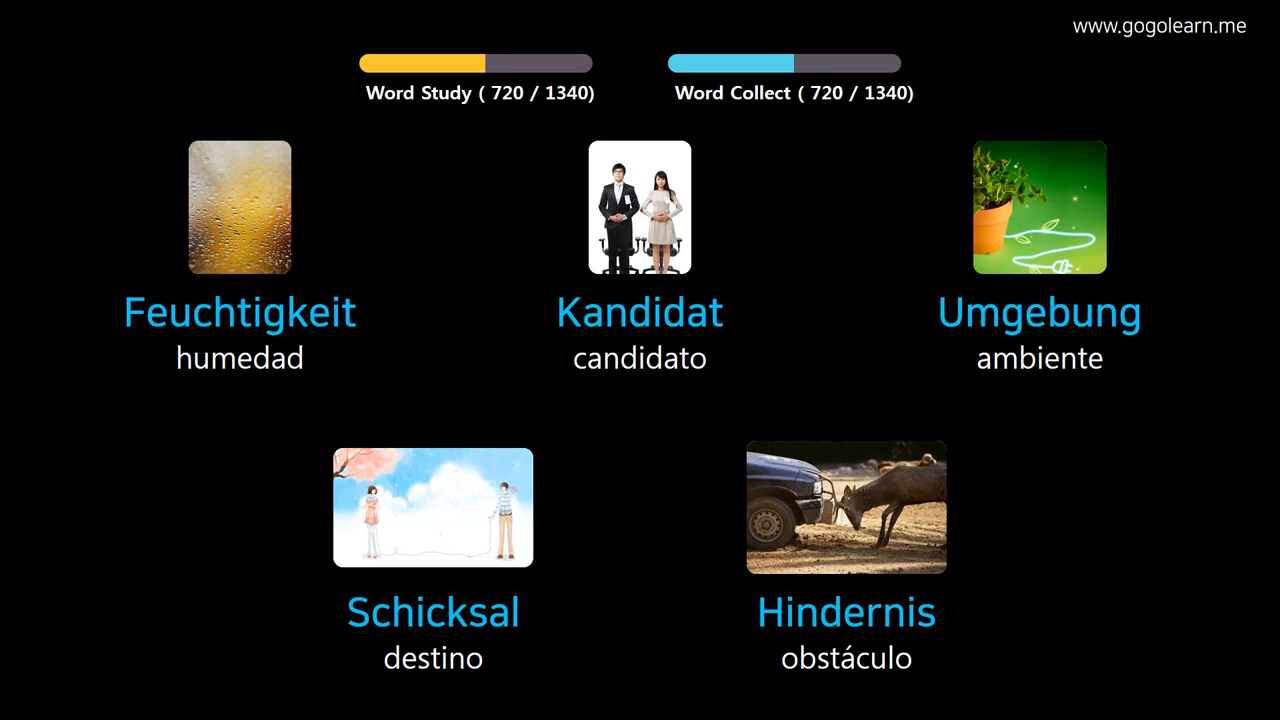 www.gogolearn.me
Word Study ( 720 / 1340)
Word Collect ( 720 / 1340)
Feuchtigkeit
humedad
Kandidat
candidato
Umgebung
ambiente
Schicksal
destino
Hindernis
obstáculo